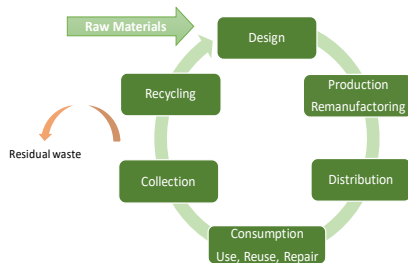 Raw Materials
Design
Production
Remanufactoring
Distribution
Consumption
Use, Reuse, Repair
Collection
Recycling
Residual waste